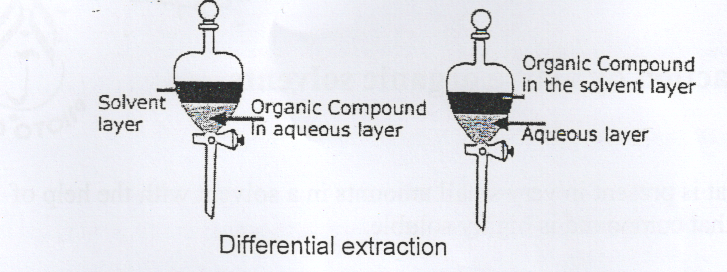 Solvent
layer
Organic Compound
in aqueous layer
Organic Compound
in the solvent layer
Aqueous layer
Differential extraction